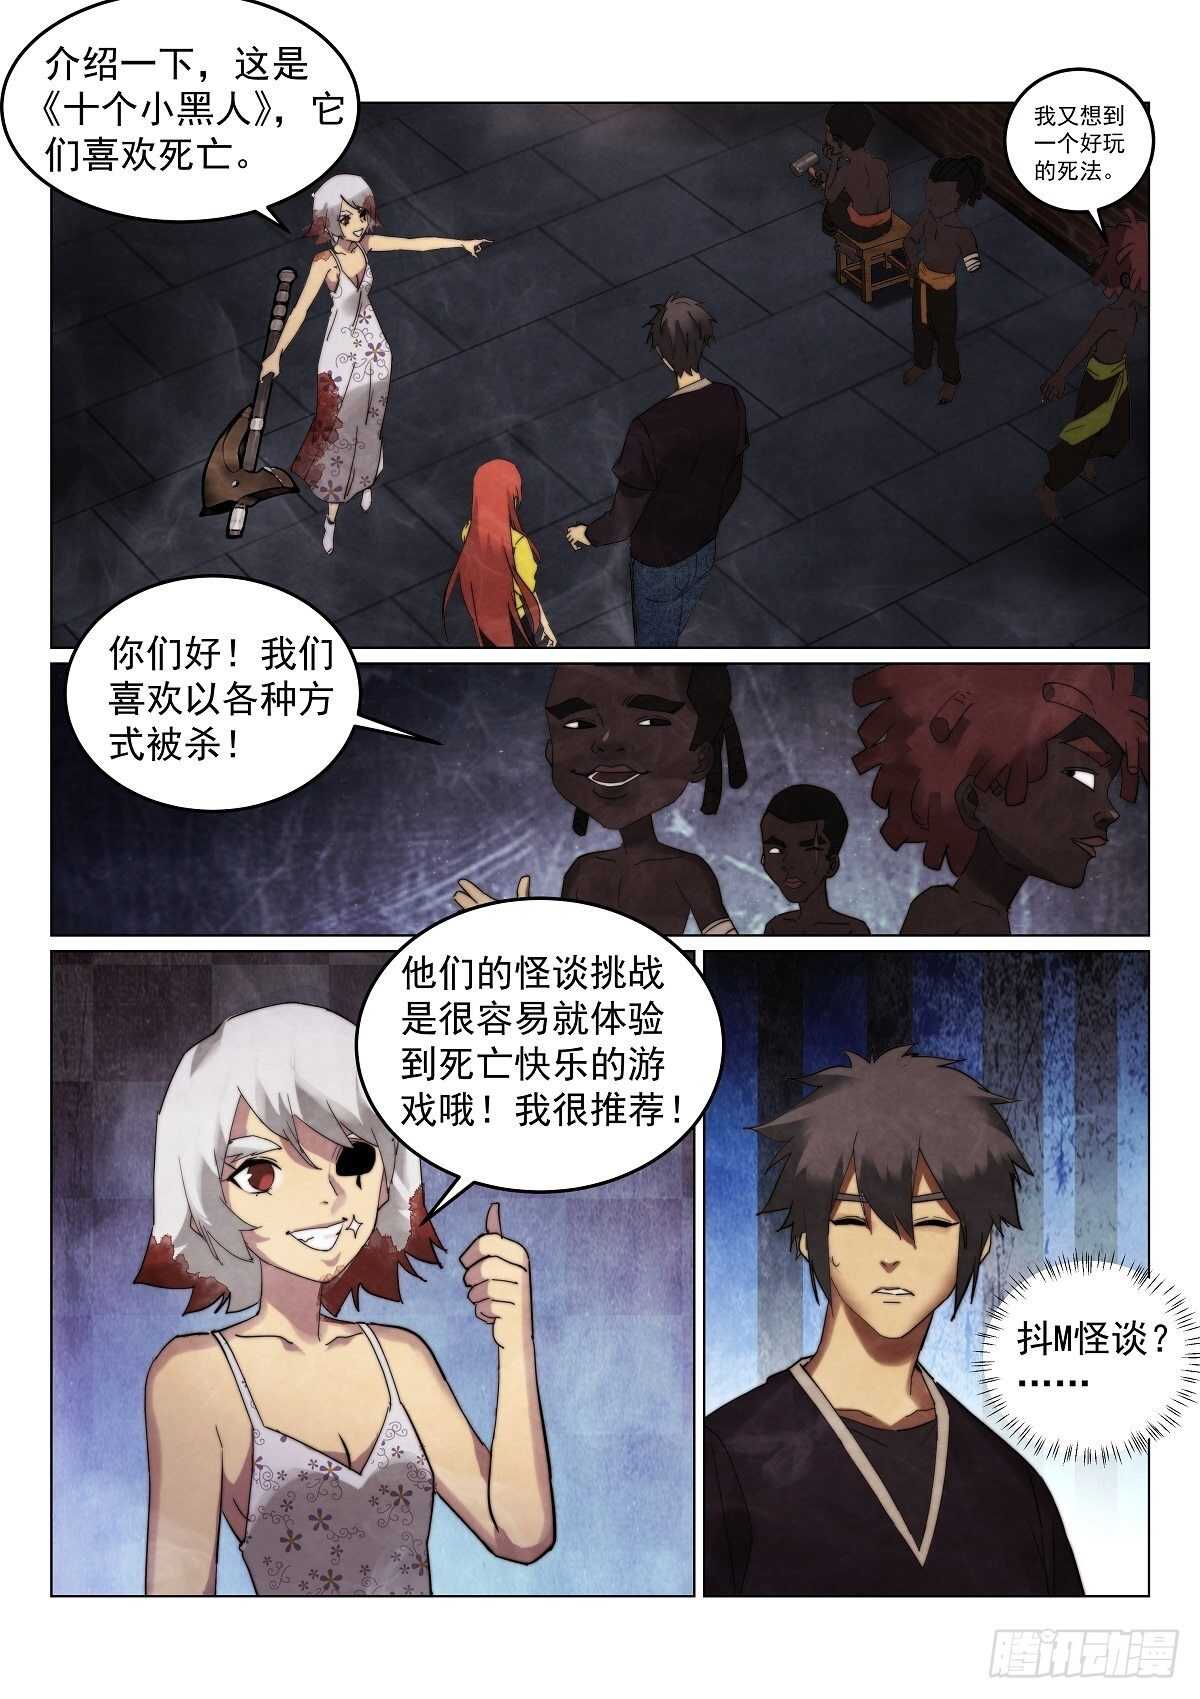 介绍一下，这是
《十个小黑人》，它
们喜欢死亡。
我又想到
一个好玩
的死法。
你们好！我们
喜欢以各种方
式被杀！
他们的怪谈挑战
是很容易就体验
到死亡快乐的游
戏哦！我很推荐！
抖M怪谈？
……
腾讯动漫